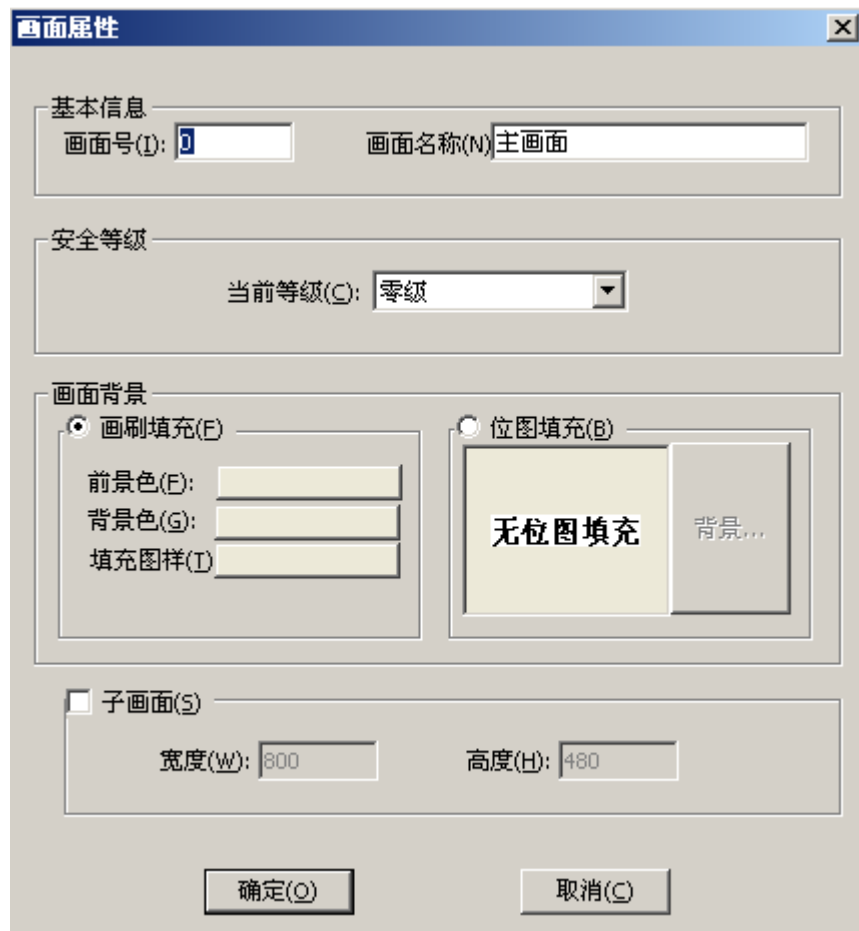 画面属性
基本信息
画面号(I): 0 画面名称(N) 主画面
安全等级
当前等级(C): 零级
画面背景
画刷填充(F) 位图填充(B)
前景色(F):
背景色(G):
填充图样(T)
无位图填充 背景...
子画面(S)
宽度(W): 800 高度(H): 480
确定(O) 取消(C)